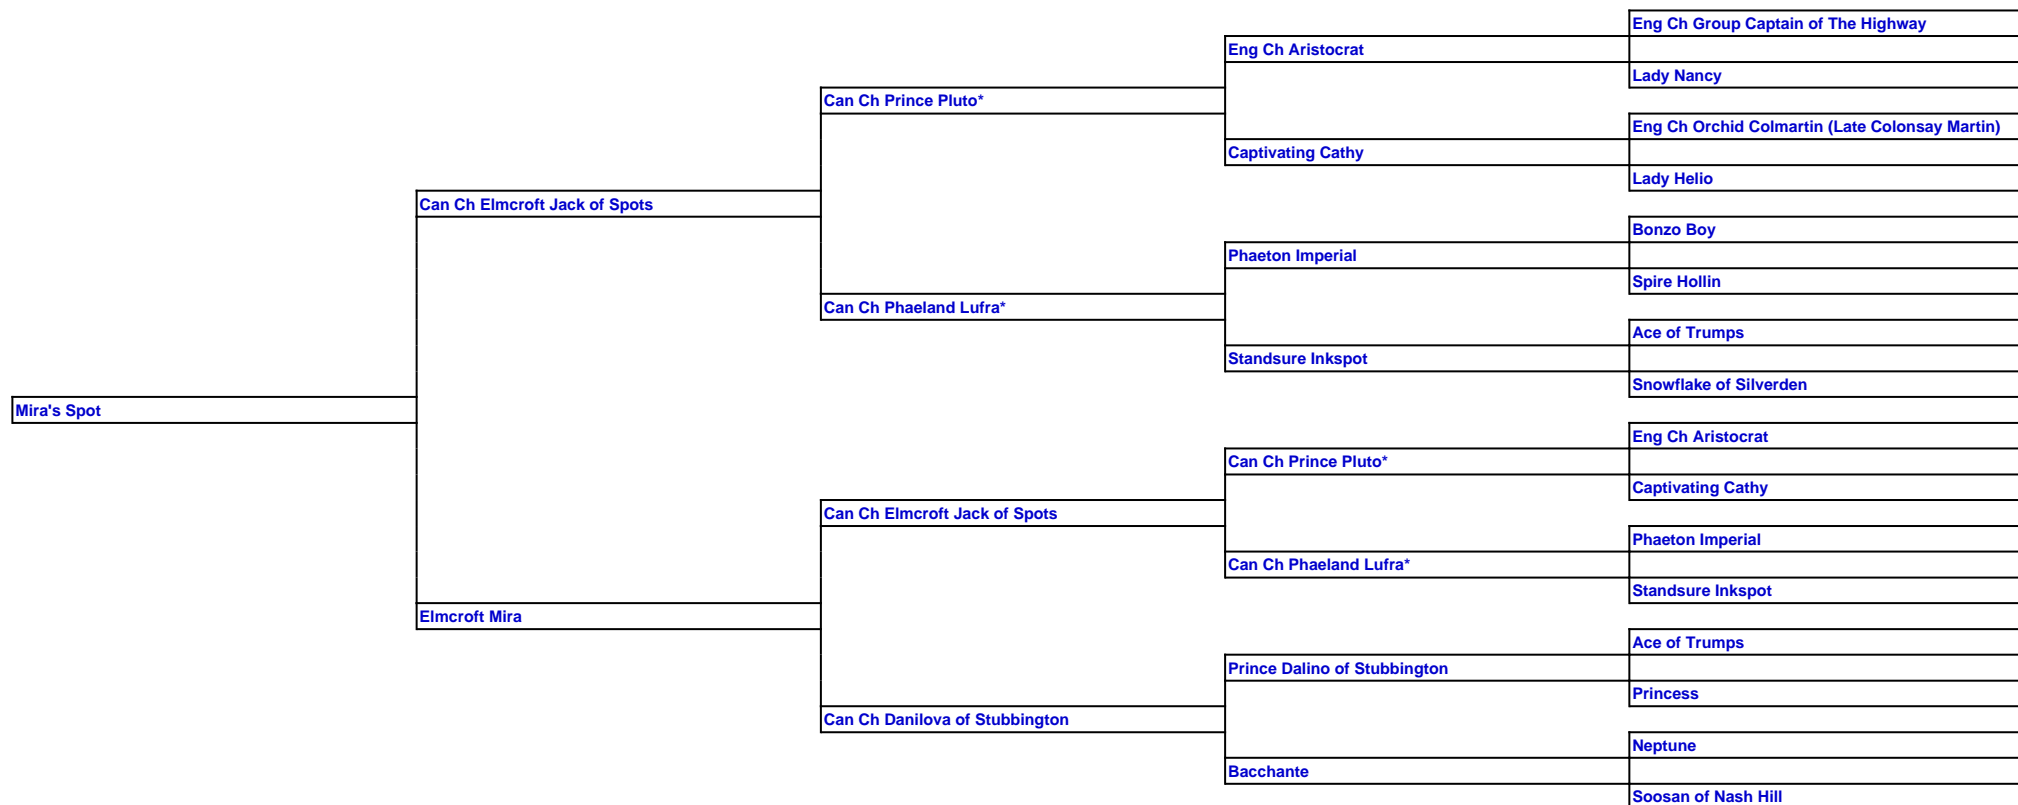 Eng Ch Group Captain of The Highway
Eng Ch Aristocrat
Lady Nancy
Can Ch Prince Pluto*
Eng Ch Orchid Colmartin (Late Colonsay Martin)
Captivating Cathy
Lady Helio
Can Ch Elmcroft Jack of Spots
Bonzo Boy
Phaeton Imperial
Spire Hollin
Can Ch Phaeland Lufra*
Ace of Trumps
Standsure Inkspot
Snowflake of Silverden
Mira's Spot
Eng Ch Aristocrat
Can Ch Prince Pluto*
Captivating Cathy
Can Ch Elmcroft Jack of Spots
Phaeton Imperial
Can Ch Phaeland Lufra*
Standsure Inkspot
Elmcroft Mira
Ace of Trumps
Prince Dalino of Stubbington
Princess
Can Ch Danilova of Stubbington
Neptune
Bacchante
Soosan of Nash Hill